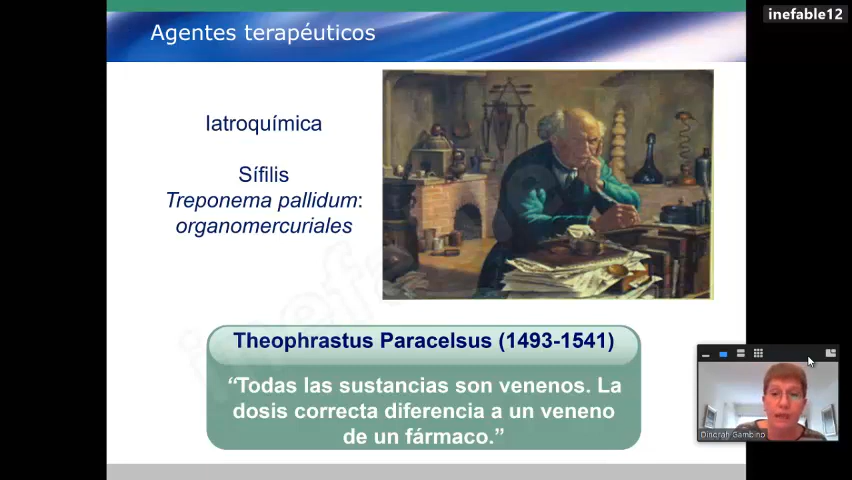 inefable12
Agentes terapéuticos
Iatroquímica
Sífilis
Treponema pallidum:
organomercuriales
Theophrastus Paracelsus (1493-1541)
“Todas las sustancias son venenos. La
dosis correcta diferencia a un veneno
de un fármaco.”
Dinorah Gambino